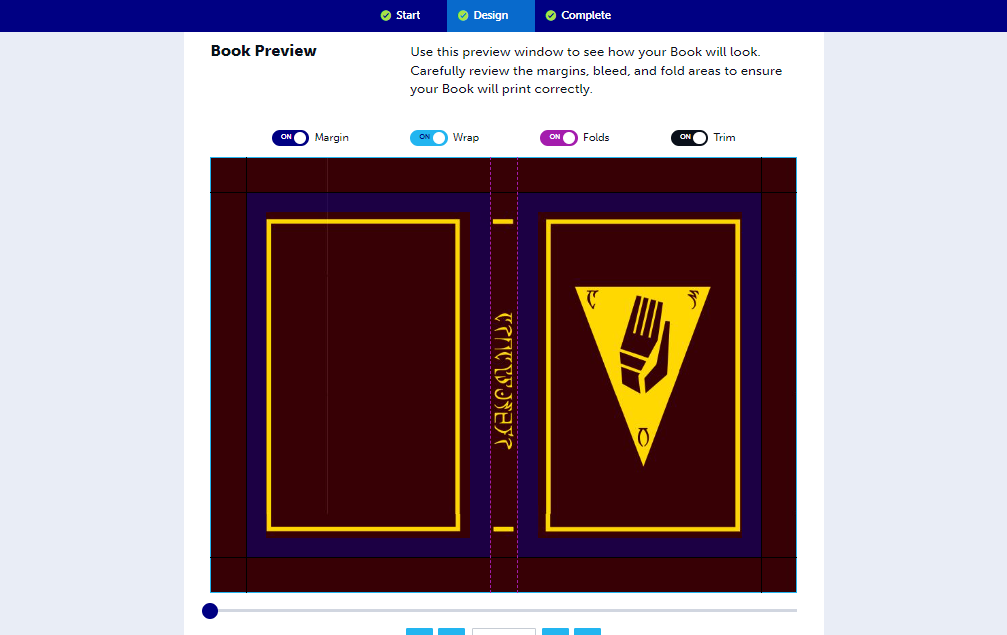 Start
Design
Complete
Book Preview
Use this preview window to see how your Book will look.
Carefully review the margins, bleed, and fold areas to ensure
your Book will print correctly.
ON Margin
ON Wrap
ON Folds
ON Trim